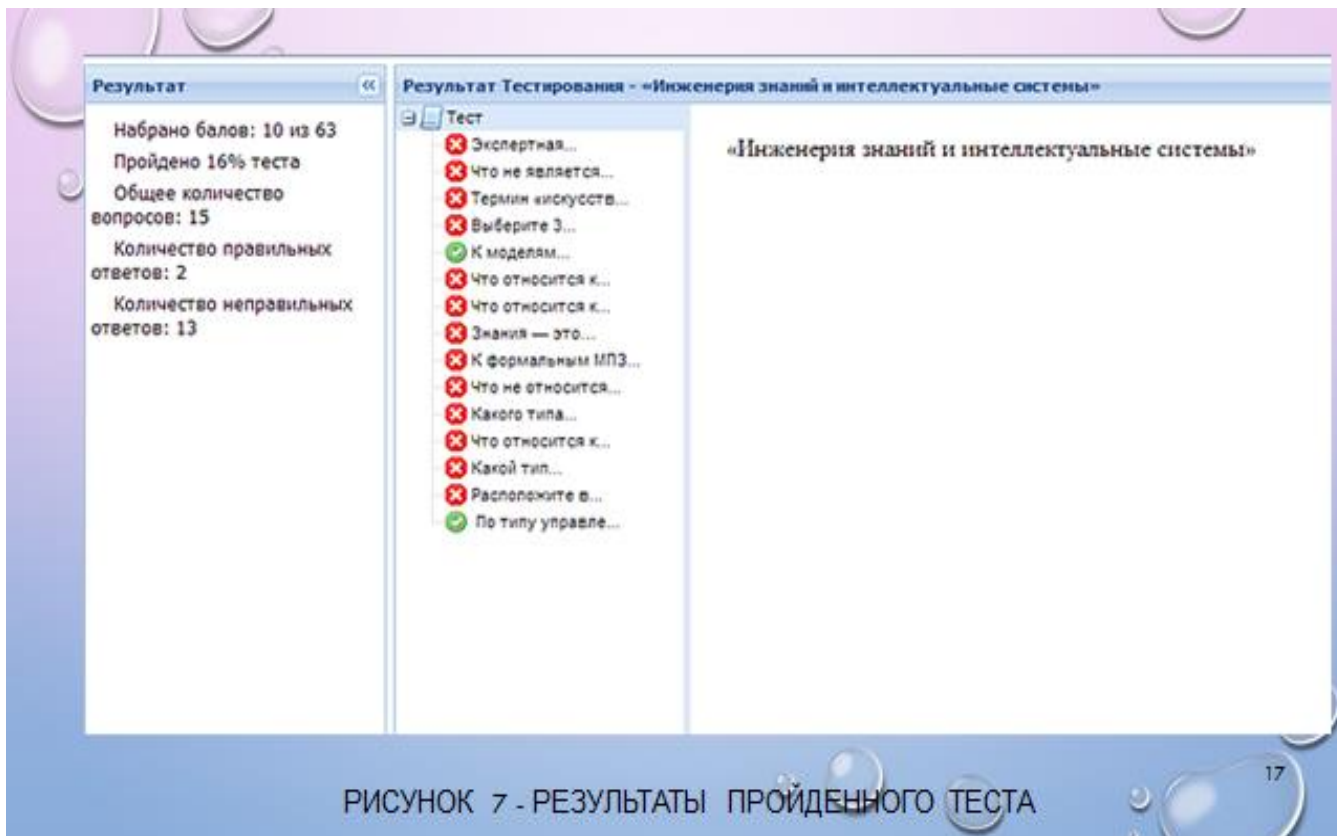 Результат
Набрано балов: 10 из 63
Пройдено 16% теста
Общее количество
вопросов: 15
Количество правильных
ответов: 2
Количество неправильных
ответов: 13
Результат Тестирования - «Инженерия знаний и интеллектуальные системы»
Тест
Экспертная...
Что не является...
Термин «искусств...
Выберите 3...
К моделям...
Что относится к...
Что относится к...
Знания — это...
К формальным МПЗ...
Что не относится...
Какого типа...
Что относится к...
Какой тип...
Расположите в...
По типу управле...
«Инженерия знаний и интеллектуальные системы»
17
РИСУНОК 7 - РЕЗУЛЬТАТЫ ПРОЙДЕННОГО ТЕСТА